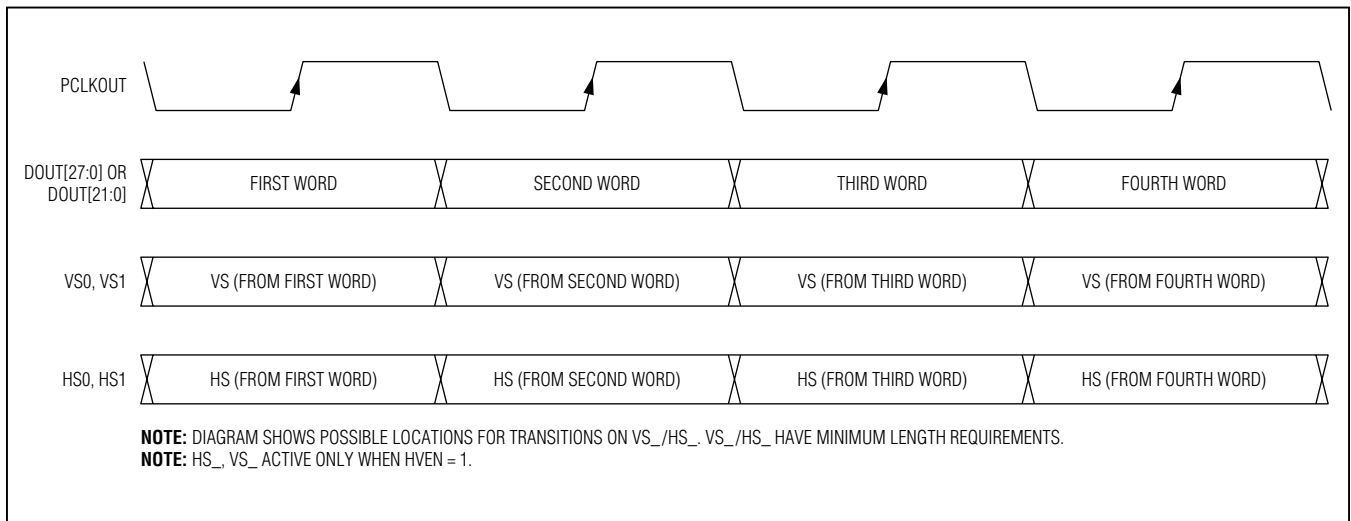 PCLKOUT
DOUT[27:0] OR
DOUT[21:0]
FIRST WORD
SECOND WORD
THIRD WORD
FOURTH WORD
VS0, VS1
VS (FROM FIRST WORD)
VS (FROM SECOND WORD)
VS (FROM THIRD WORD)
VS (FROM FOURTH WORD)
HS0, HS1
HS (FROM FIRST WORD)
HS (FROM SECOND WORD)
HS (FROM THIRD WORD)
HS (FROM FOURTH WORD)
NOTE: DIAGRAM SHOWS POSSIBLE LOCATIONS FOR TRANSITIONS ON VS_/HS_. VS_/HS_ HAVE MINIMUM LENGTH REQUIREMENTS.
NOTE: HS_, VS_ ACTIVE ONLY WHEN HVEN = 1.